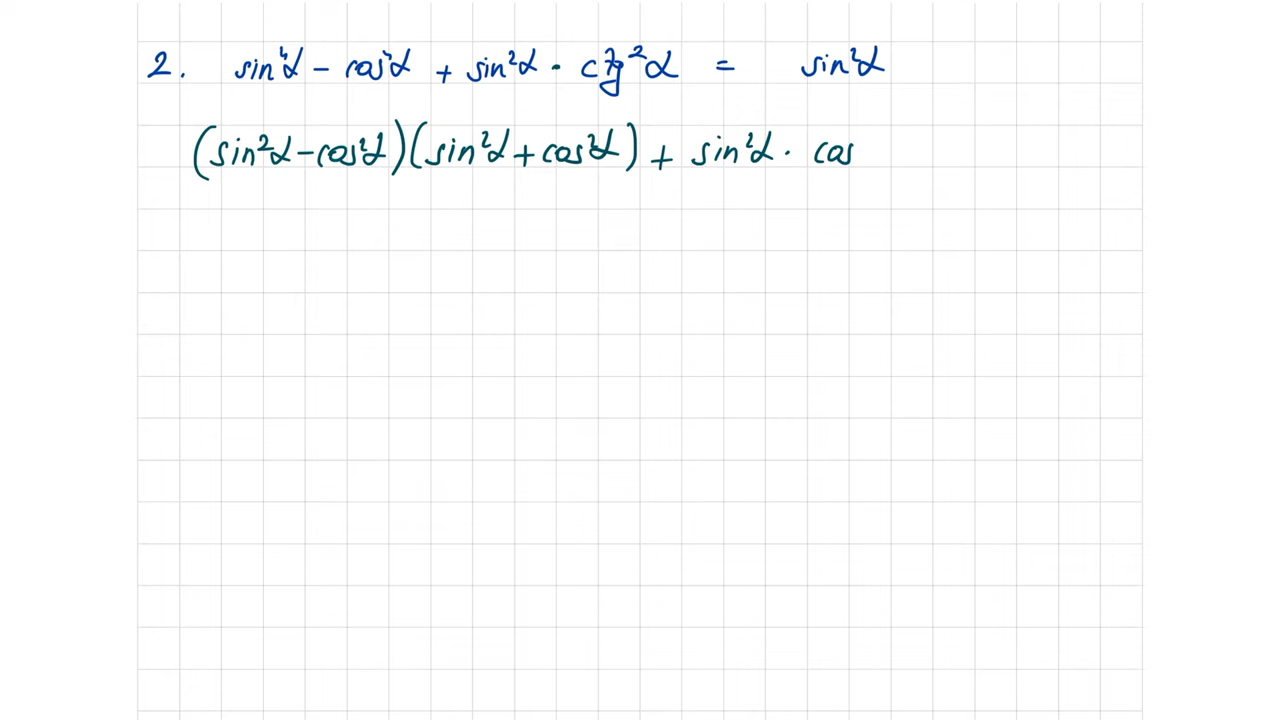 2. sin⁴α - cos⁴α + sin²α · ctg²α = sin²α
(sin²α - cos²α)(sin²α + cos²α) + sin²α · cos